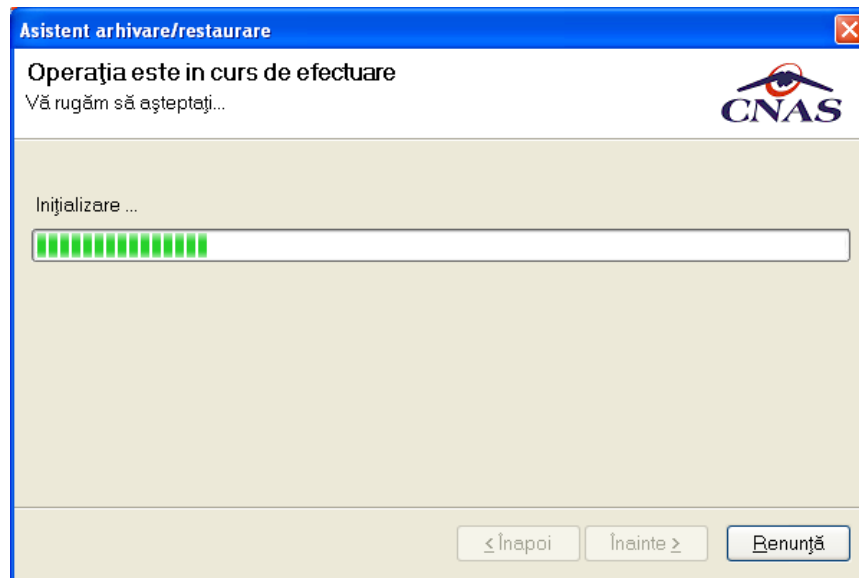 Asistent arhivare/restaurare
Operaţia este in curs de efectuare
Vă rugăm să aşteptaţi...
CNAS
Iniţializare ...
< Înapoi
Înainte >
Renunţă